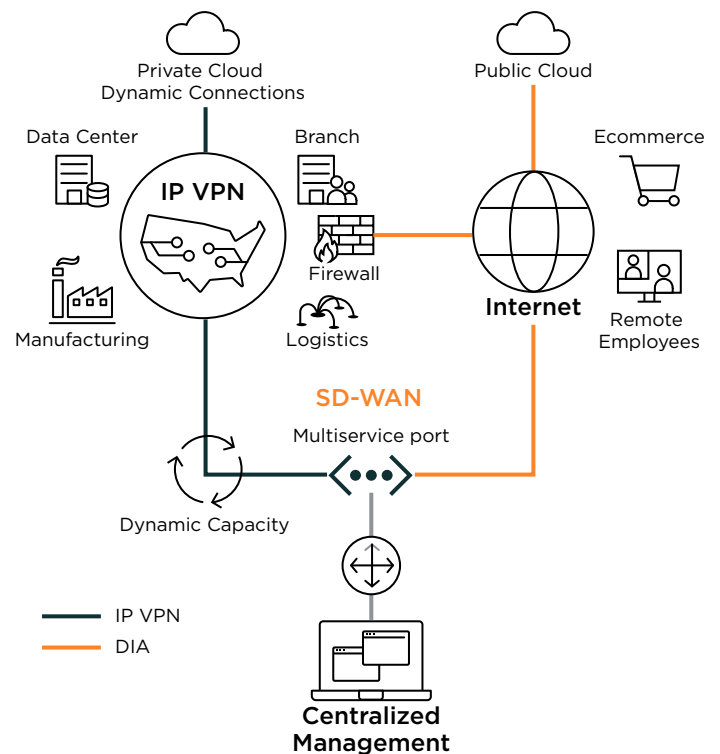 Private Cloud
Dynamic Connections
Public Cloud
Data Center
Branch
Ecommerce
IP VPN
Firewall
Internet
Manufacturing
Logistics
Remote
Employees
SD-WAN
Multiservice port
Dynamic Capacity
IP VPN
DIA
Centralized
Management